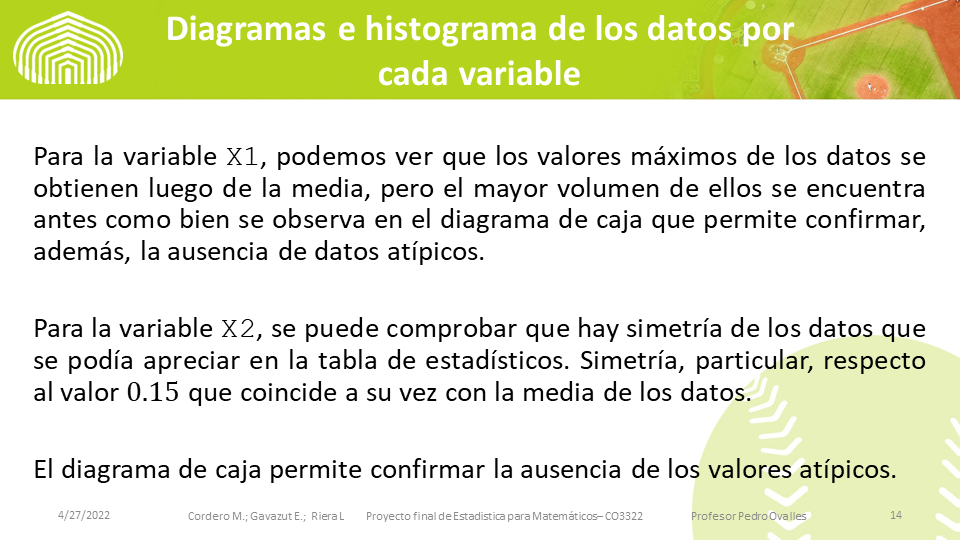 Diagramas e histograma de los datos por
cada variable
Para la variable X1, podemos ver que los valores máximos de los datos se
obtienen luego de la media, pero el mayor volumen de ellos se encuentra
antes como bien se observa en el diagrama de caja que permite confirmar,
además, la ausencia de datos atípicos.
Para la variable X2, se puede comprobar que hay simetría de los datos que
se podía apreciar en la tabla de estadísticos. Simetría, particular, respecto
al valor 0.15 que coincide a su vez con la media de los datos.
El diagrama de caja permite confirmar la ausencia de los valores atípicos.
4/27/2022 Cordero M.; Gavazut E.; Riera L Proyecto final de Estadistica para Matemáticos– CO3322 Profesor Pedro Ovalles 14